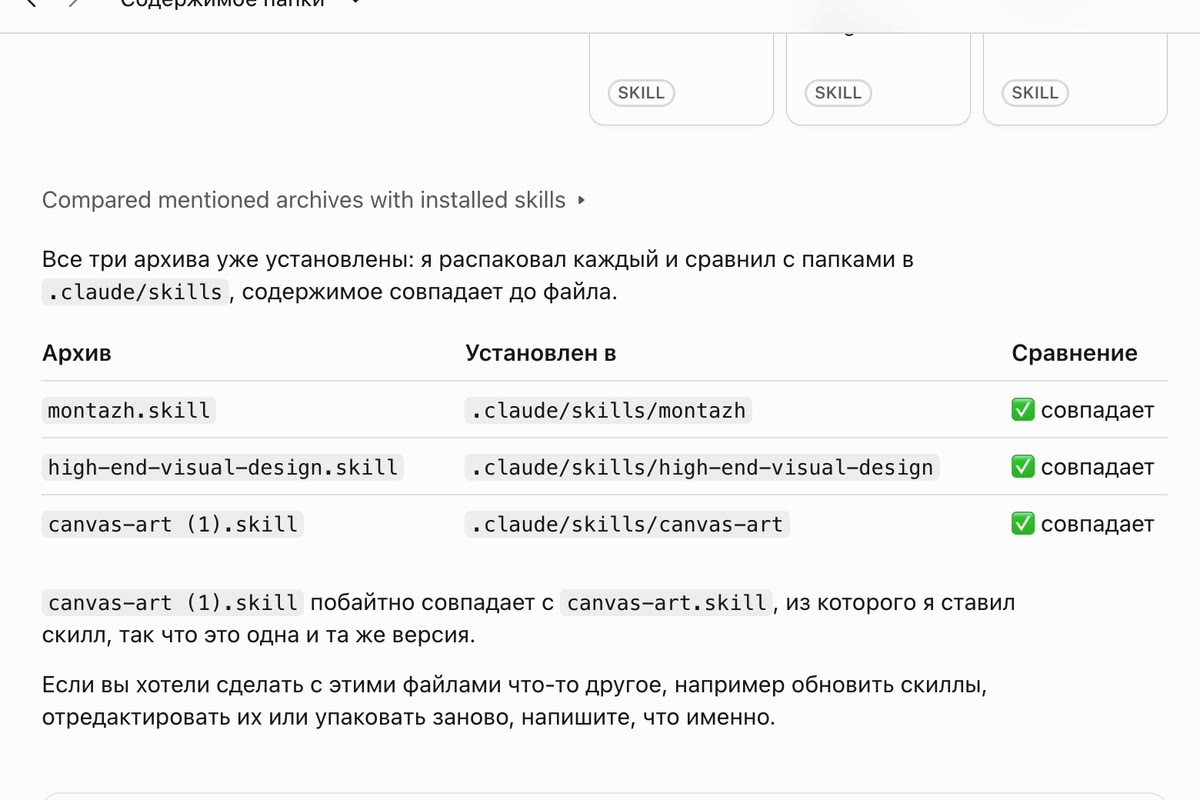 Содержимое папки
SKILL SKILL SKILL
Compared mentioned archives with installed skills
Все три архива уже установлены: я распаковал каждый и сравнил с папками в
.claude/skills, содержимое совпадает до файла.
Архив Установлен в Сравнение
montazh.skill .claude/skills/montazh ✅ совпадает
high-end-visual-design.skill .claude/skills/high-end-visual-design ✅ совпадает
canvas-art (1).skill .claude/skills/canvas-art ✅ совпадает
canvas-art (1).skill побайтно совпадает с canvas-art.skill, из которого я ставил
скилл, так что это одна и та же версия.
Если вы хотели сделать с этими файлами что-то другое, например обновить скиллы,
отредактировать их или упаковать заново, напишите, что именно.